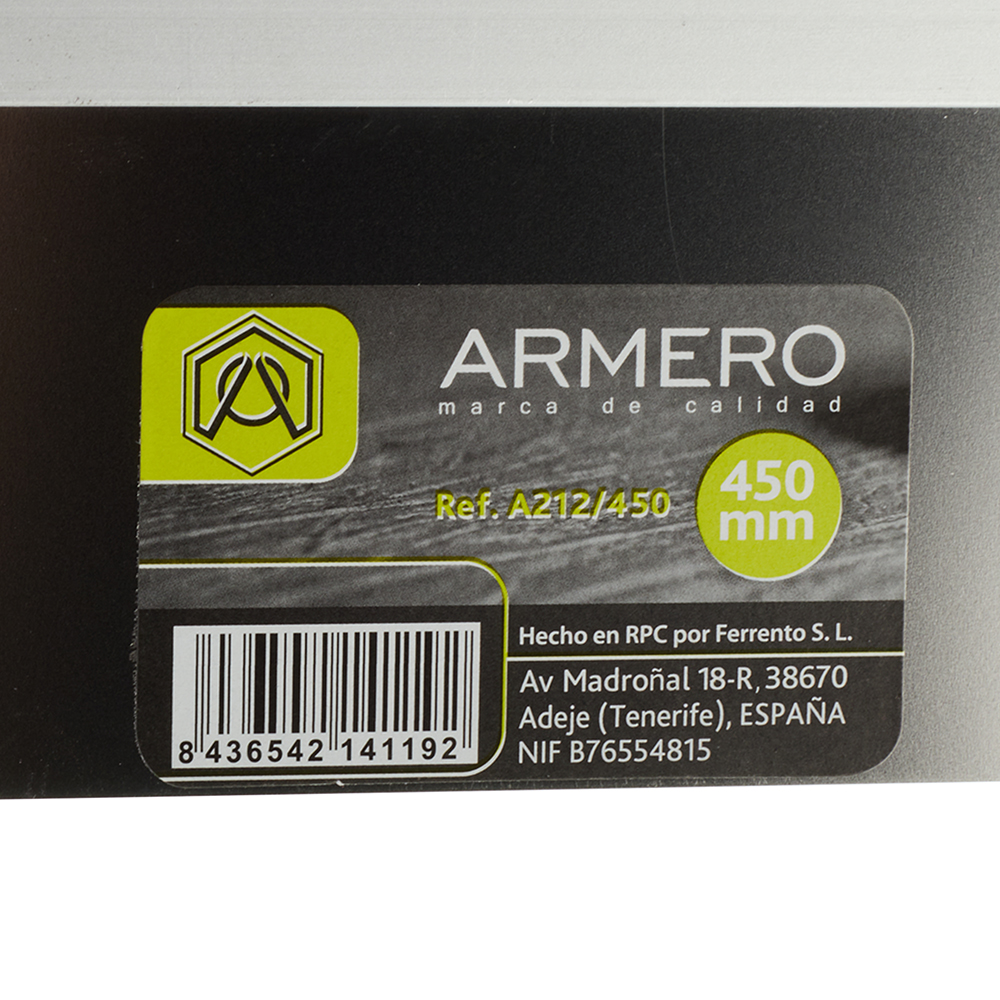 ARMERO
marca de calidad
Ref. A212/450
450
mm
Hecho en RPC por Ferrento S. L.
Av Madroñal 18-R, 38670
Adeje (Tenerife), ESPAÑA
NIF B76554815
8 436542 141192